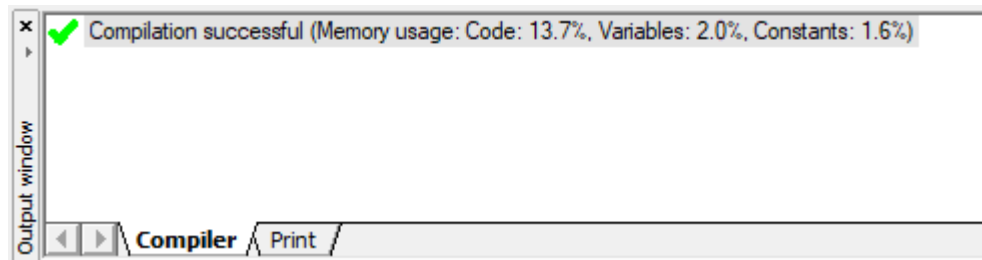 Compilation successful (Memory usage: Code: 13.7%, Variables: 2.0%, Constants: 1.6%)
Output window
Compiler
Print